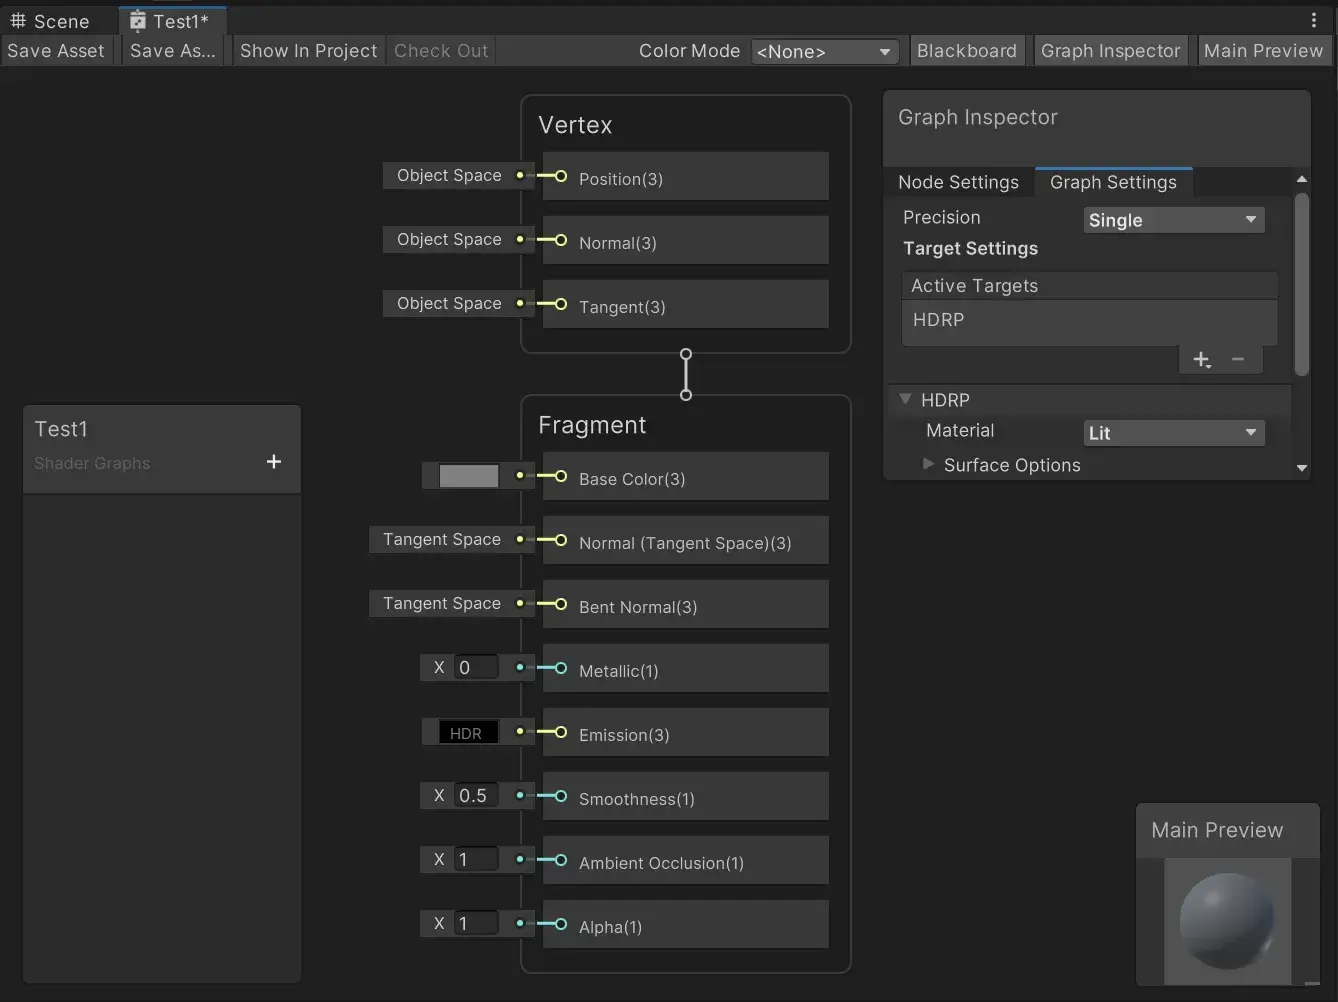 Scene
Test1*
Save Asset
Save As...
Show In Project
Check Out
Color Mode
<None>
Blackboard
Graph Inspector
Main Preview
Vertex
Object Space
Position(3)
Object Space
Normal(3)
Object Space
Tangent(3)
Graph Inspector
Node Settings
Graph Settings
Precision
Single
Target Settings
Active Targets
HDRP
+
−
HDRP
Material
Lit
Surface Options
Test1
Shader Graphs
+
Fragment
Base Color(3)
Tangent Space
Normal (Tangent Space)(3)
Tangent Space
Bent Normal(3)
X 0
Metallic(1)
HDR
Emission(3)
X 0.5
Smoothness(1)
X 1
Ambient Occlusion(1)
X 1
Alpha(1)
Main Preview